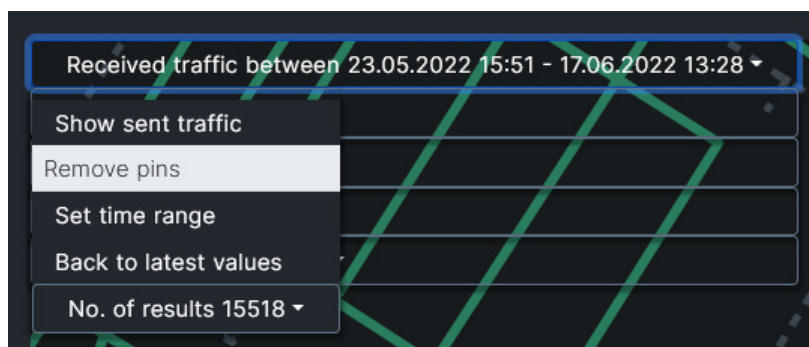 Received traffic between 23.05.2022 15:51 - 17.06.2022 13:28
Show sent traffic
Remove pins
Set time range
Back to latest values
No. of results 15518